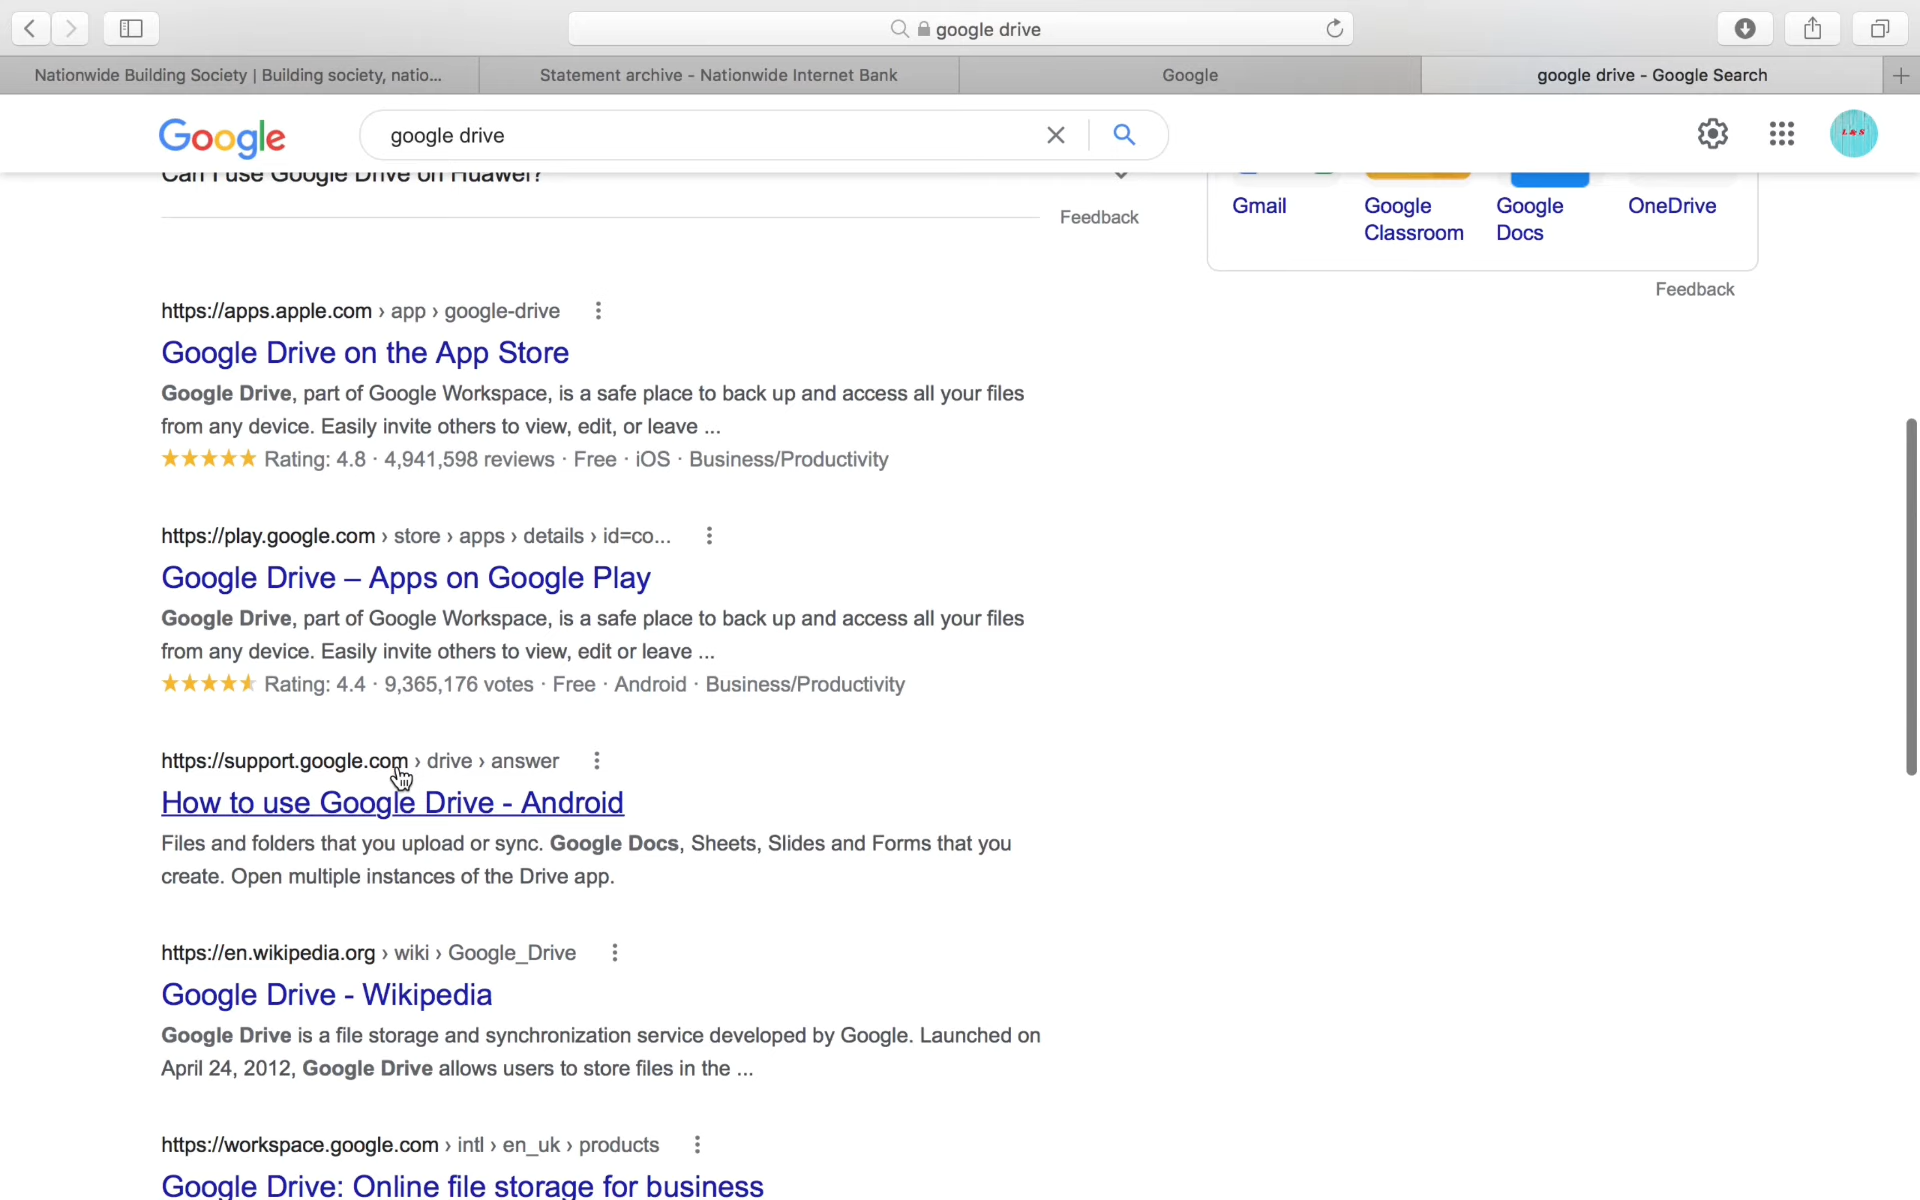 google drive
Nationwide Building Society | Building society, natio...
Statement archive - Nationwide Internet Bank
Google
google drive - Google Search
Google
google drive
L & S
Can I use Google Drive on Huawei?
Feedback
Gmail
Google Classroom
Google Docs
OneDrive
Feedback
https://apps.apple.com › app › google-drive
Google Drive on the App Store
Google Drive, part of Google Workspace, is a safe place to back up and access all your files
from any device. Easily invite others to view, edit, or leave ...
Rating: 4.8 · 4,941,598 reviews · Free · iOS · Business/Productivity
https://play.google.com › store › apps › details › id=co...
Google Drive – Apps on Google Play
Google Drive, part of Google Workspace, is a safe place to back up and access all your files
from any device. Easily invite others to view, edit or leave ...
Rating: 4.4 · 9,365,176 votes · Free · Android · Business/Productivity
https://support.google.com › drive › answer
How to use Google Drive - Android
Files and folders that you upload or sync. Google Docs, Sheets, Slides and Forms that you
create. Open multiple instances of the Drive app.
https://en.wikipedia.org › wiki › Google_Drive
Google Drive - Wikipedia
Google Drive is a file storage and synchronization service developed by Google. Launched on
April 24, 2012, Google Drive allows users to store files in the ...
https://workspace.google.com › intl › en_uk › products
Google Drive: Online file storage for business